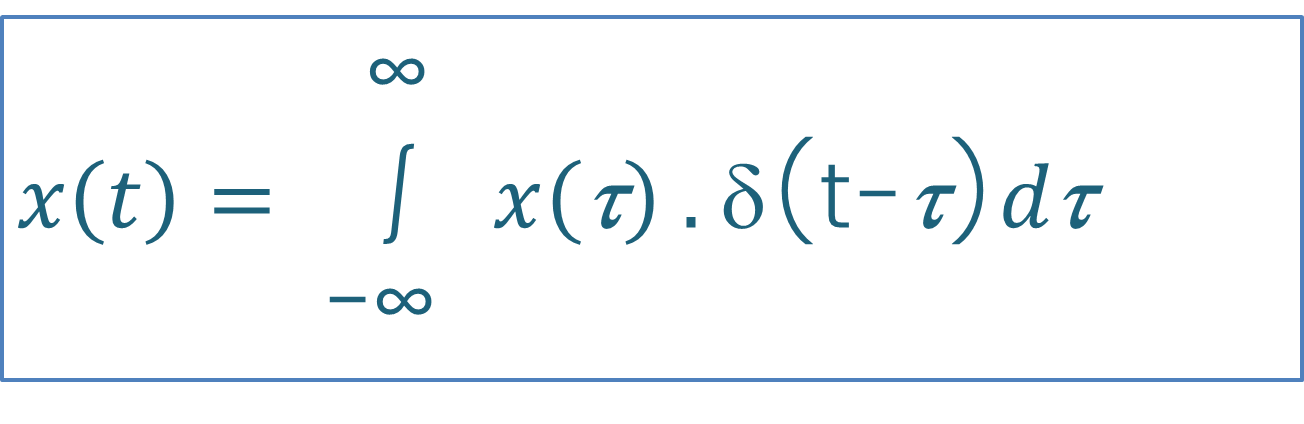 ∞
x(t) = ∫ x(τ) . δ(t−τ)dτ
−∞